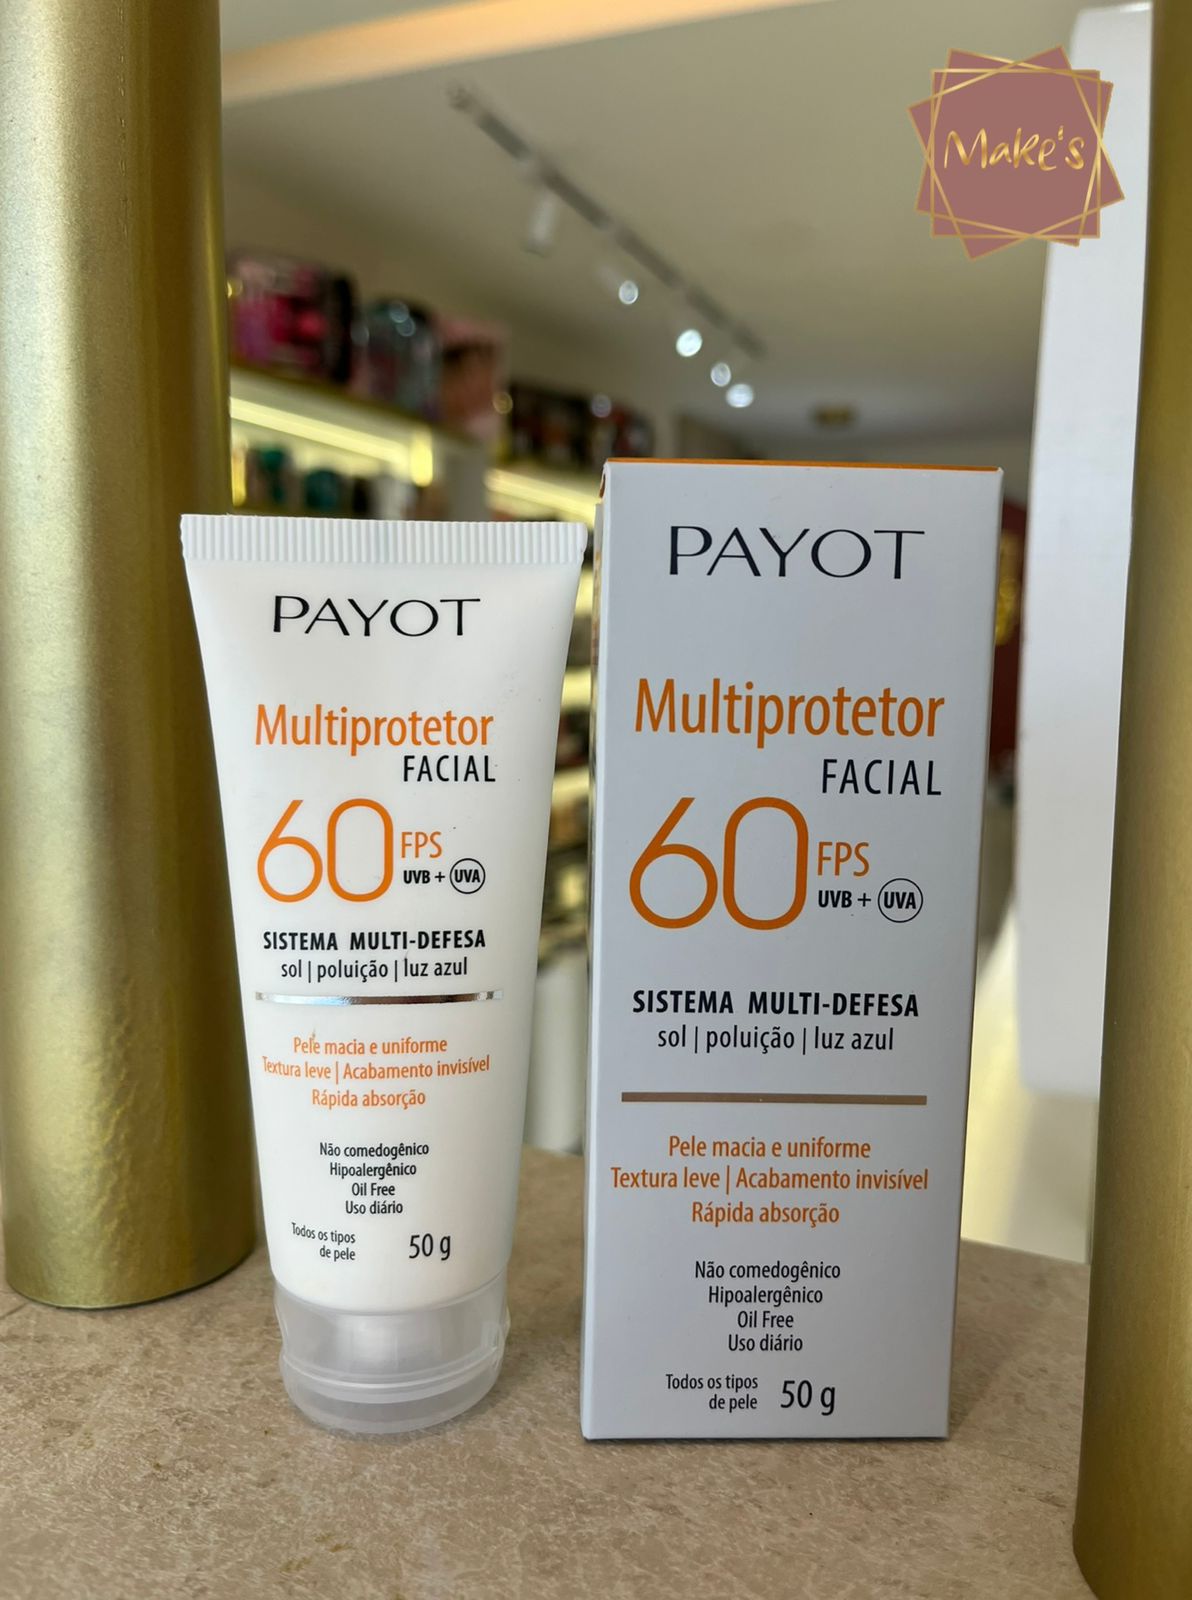 Make's
PAYOT
Multiprotetor
FACIAL
60 FPS
UVB + UVA
SISTEMA MULTI-DEFESA
sol | poluição | luz azul
Pele macia e uniforme
Textura leve | Acabamento invisível
Rápida absorção
Não comedogênico
Hipoalergênico
Oil Free
Uso diário
Todos os tipos
de pele
50 g
PAYOT
Multiprotetor
FACIAL
60 FPS
UVB + UVA
SISTEMA MULTI-DEFESA
sol | poluição | luz azul
Pele macia e uniforme
Textura leve | Acabamento invisível
Rápida absorção
Não comedogênico
Hipoalergênico
Oil Free
Uso diário
Todos os tipos
de pele
50 g